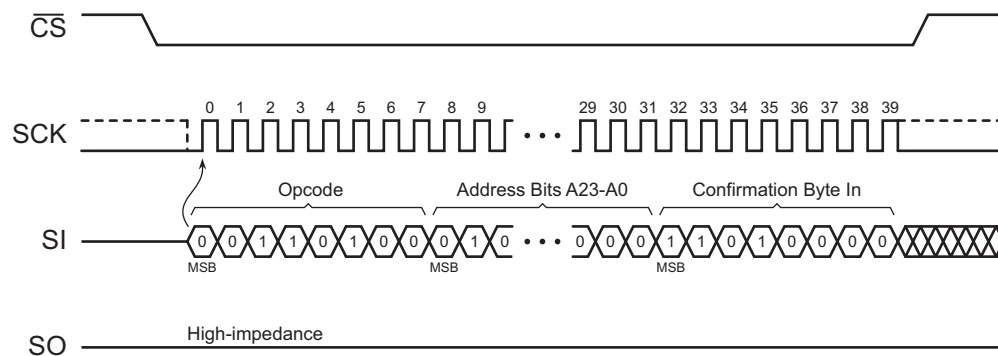 CS
0 1 2 3 4 5 6 7 8 9 29 30 31 32 33 34 35 36 37 38 39
SCK
Opcode Address Bits A23-A0 Confirmation Byte In
SI 0 0 1 1 0 1 0 0 0 1 0 0 0 0 1 1 0 1 0 0 0 0
MSB MSB MSB
High-impedance
SO